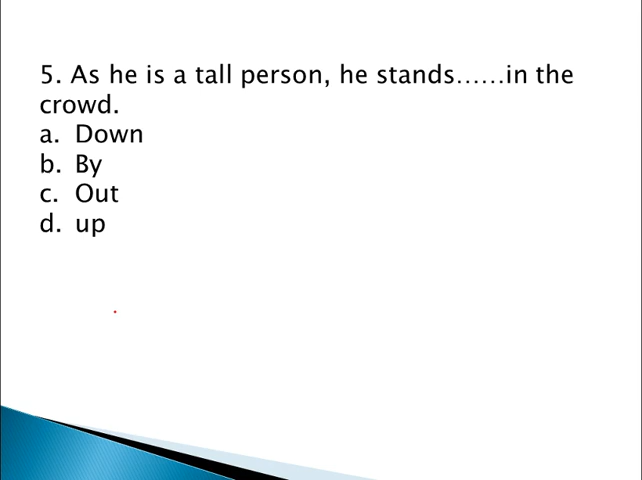 5. As he is a tall person, he stands......in the
crowd.
a. Down
b. By
c. Out
d. up